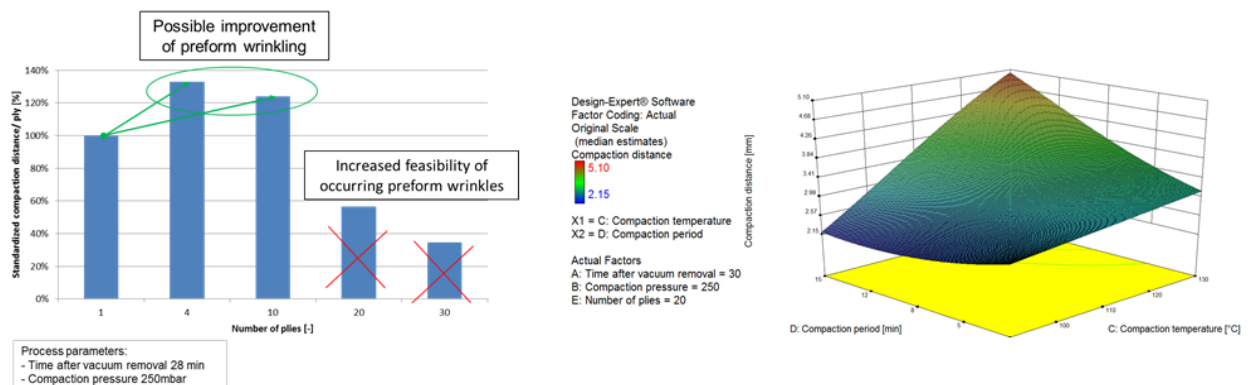 Possible improvement
of preform wrinkling
140%
120%
100%
80%
60%
40%
20%
0%
Standardized compaction distance/ ply [%]
Increased feasibility of
occurring preform wrinkles
1
4
10
20
30
Number of plies [-]
Process parameters:
- Time after vacuum removal 28 min
- Compaction pressure 250mbar
Design-Expert® Software
Factor Coding: Actual
Original Scale
(median estimates)
Compaction distance
5.10
2.15
X1 = C: Compaction temperature
X2 = D: Compaction period
Actual Factors
A: Time after vacuum removal = 30
B: Compaction pressure = 250
E: Number of plies = 20
5.10
4.68
4.26
3.84
3.41
2.99
2.57
2.15
Compaction distance [mm]
15
12
5
100
110
120
130
D: Compaction period [min]
C: Compaction temperature [°C]